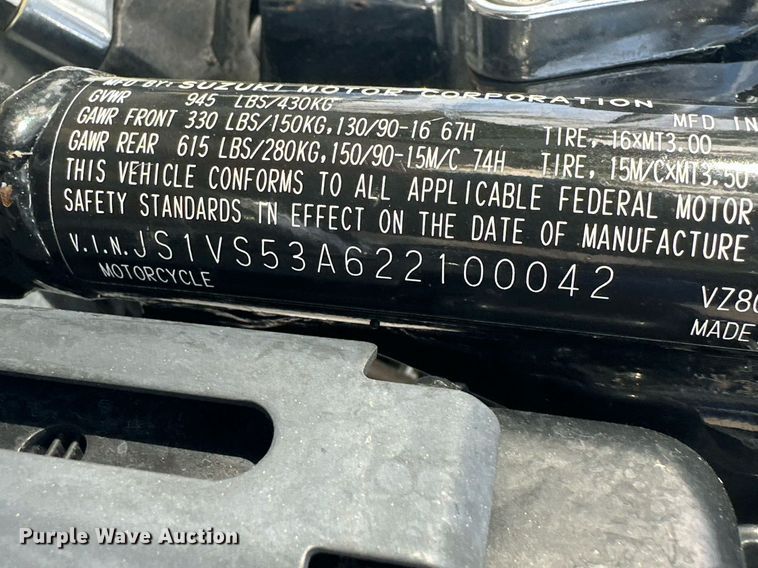 MFD BY: SUZUKI MOTOR CORPORATION
GVWR 945 LBS/430KG MFD IN
GAWR FRONT 330 LBS/150KG,130/90-16 67H TIRE, 16xMT3.00
GAWR REAR 615 LBS/280KG,150/90-15M/C 74H TIRE, 15M/CxMT3.50
THIS VEHICLE CONFORMS TO ALL APPLICABLE FEDERAL MOTOR
SAFETY STANDARDS IN EFFECT ON THE DATE OF MANUFACTURE
V.I.N.JS1VS53A622100042
MOTORCYCLE VZ80
MADE
Purple Wave Auction